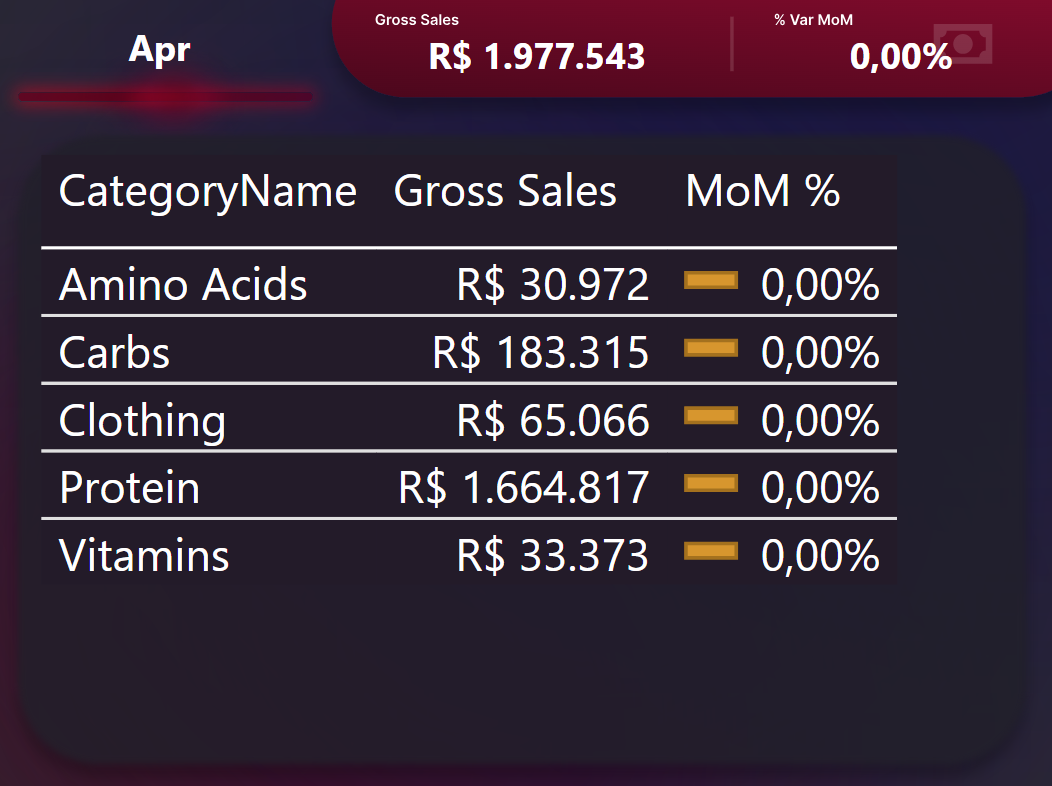 Apr
Gross Sales
R$ 1.977.543
% Var MoM
0,00%
CategoryName Gross Sales MoM %
Amino Acids R$ 30.972 0,00%
Carbs R$ 183.315 0,00%
Clothing R$ 65.066 0,00%
Protein R$ 1.664.817 0,00%
Vitamins R$ 33.373 0,00%